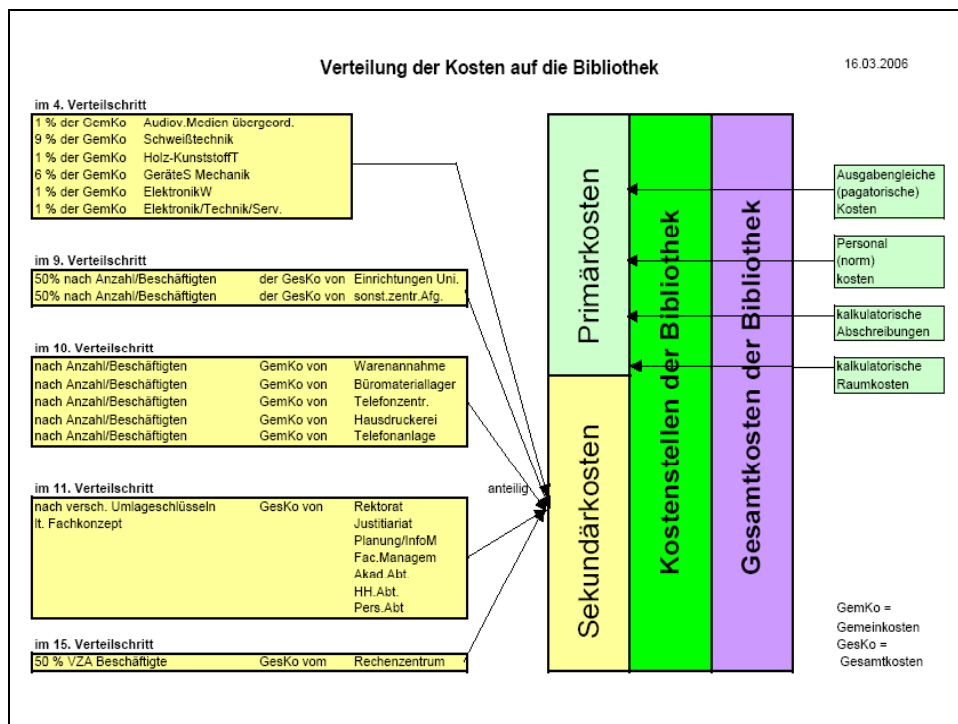 Verteilung der Kosten auf die Bibliothek
16.03.2006
im 4. Verteilschritt
1 % der GemKo Audiov.Medien übergeord.
9 % der GemKo Schweißtechnik
1 % der GemKo Holz-KunststoffT
6 % der GemKo GeräteS Mechanik
1 % der GemKo ElektronikW
1 % der GemKo Elektronik/Technik/Serv.
im 9. Verteilschritt
50% nach Anzahl/Beschäftigten der GesKo von Einrichtungen Uni.
50% nach Anzahl/Beschäftigten der GesKo von sonst.zentr.Afg.
im 10. Verteilschritt
nach Anzahl/Beschäftigten GemKo von Warenannahme
nach Anzahl/Beschäftigten GemKo von Büromateriallager
nach Anzahl/Beschäftigten GemKo von Telefonzentr.
nach Anzahl/Beschäftigten GemKo von Hausdruckerei
nach Anzahl/Beschäftigten GemKo von Telefonanlage
im 11. Verteilschritt
nach versch. Umlageschlüsseln GesKo von Rektorat
lt. Fachkonzept Justitiariat
Planung/InfoM
Fac.Managem
Akad.Abt.
HH.Abt.
Pers.Abt
im 15. Verteilschritt
50 % VZA Beschäftigte GesKo vom Rechenzentrum
anteilig
Primärkosten
Sekundärkosten
Kostenstellen der Bibliothek
Gesamtkosten der Bibliothek
Ausgabengleiche
(pagatorische)
Kosten
Personal
(norm)
kosten
kalkulatorische
Abschreibungen
kalkulatorische
Raumkosten
GemKo =
Gemeinkosten
GesKo =
Gesamtkosten